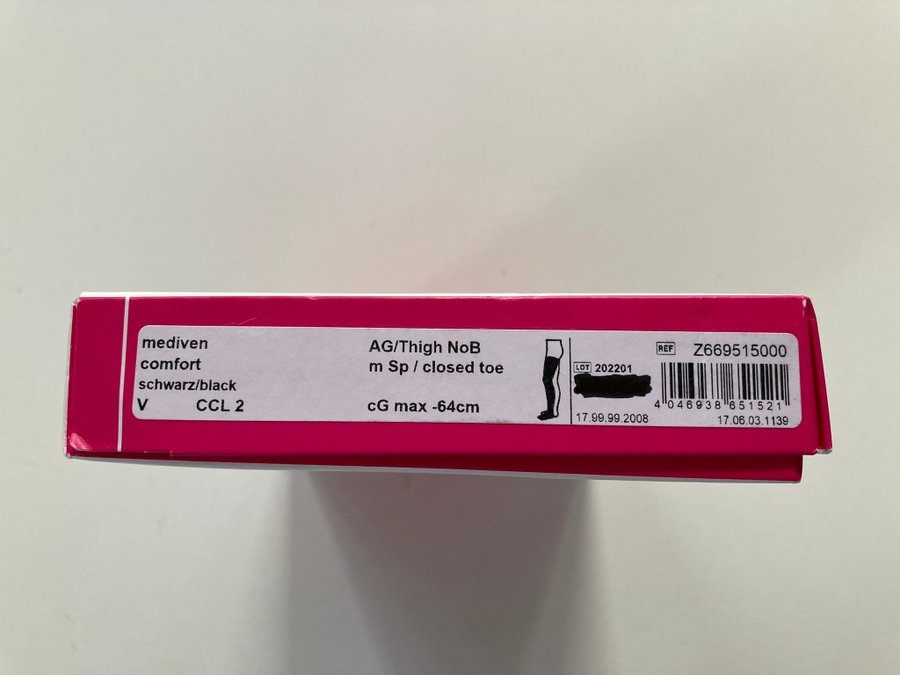 mediven
comfort
schwarz/black
V CCL 2
AG/Thigh NoB
m Sp / closed toe
cG max -64cm
LOT 202201
17.99.99.2008
REF Z669515000
4 046938 651521
17.06.03.1139